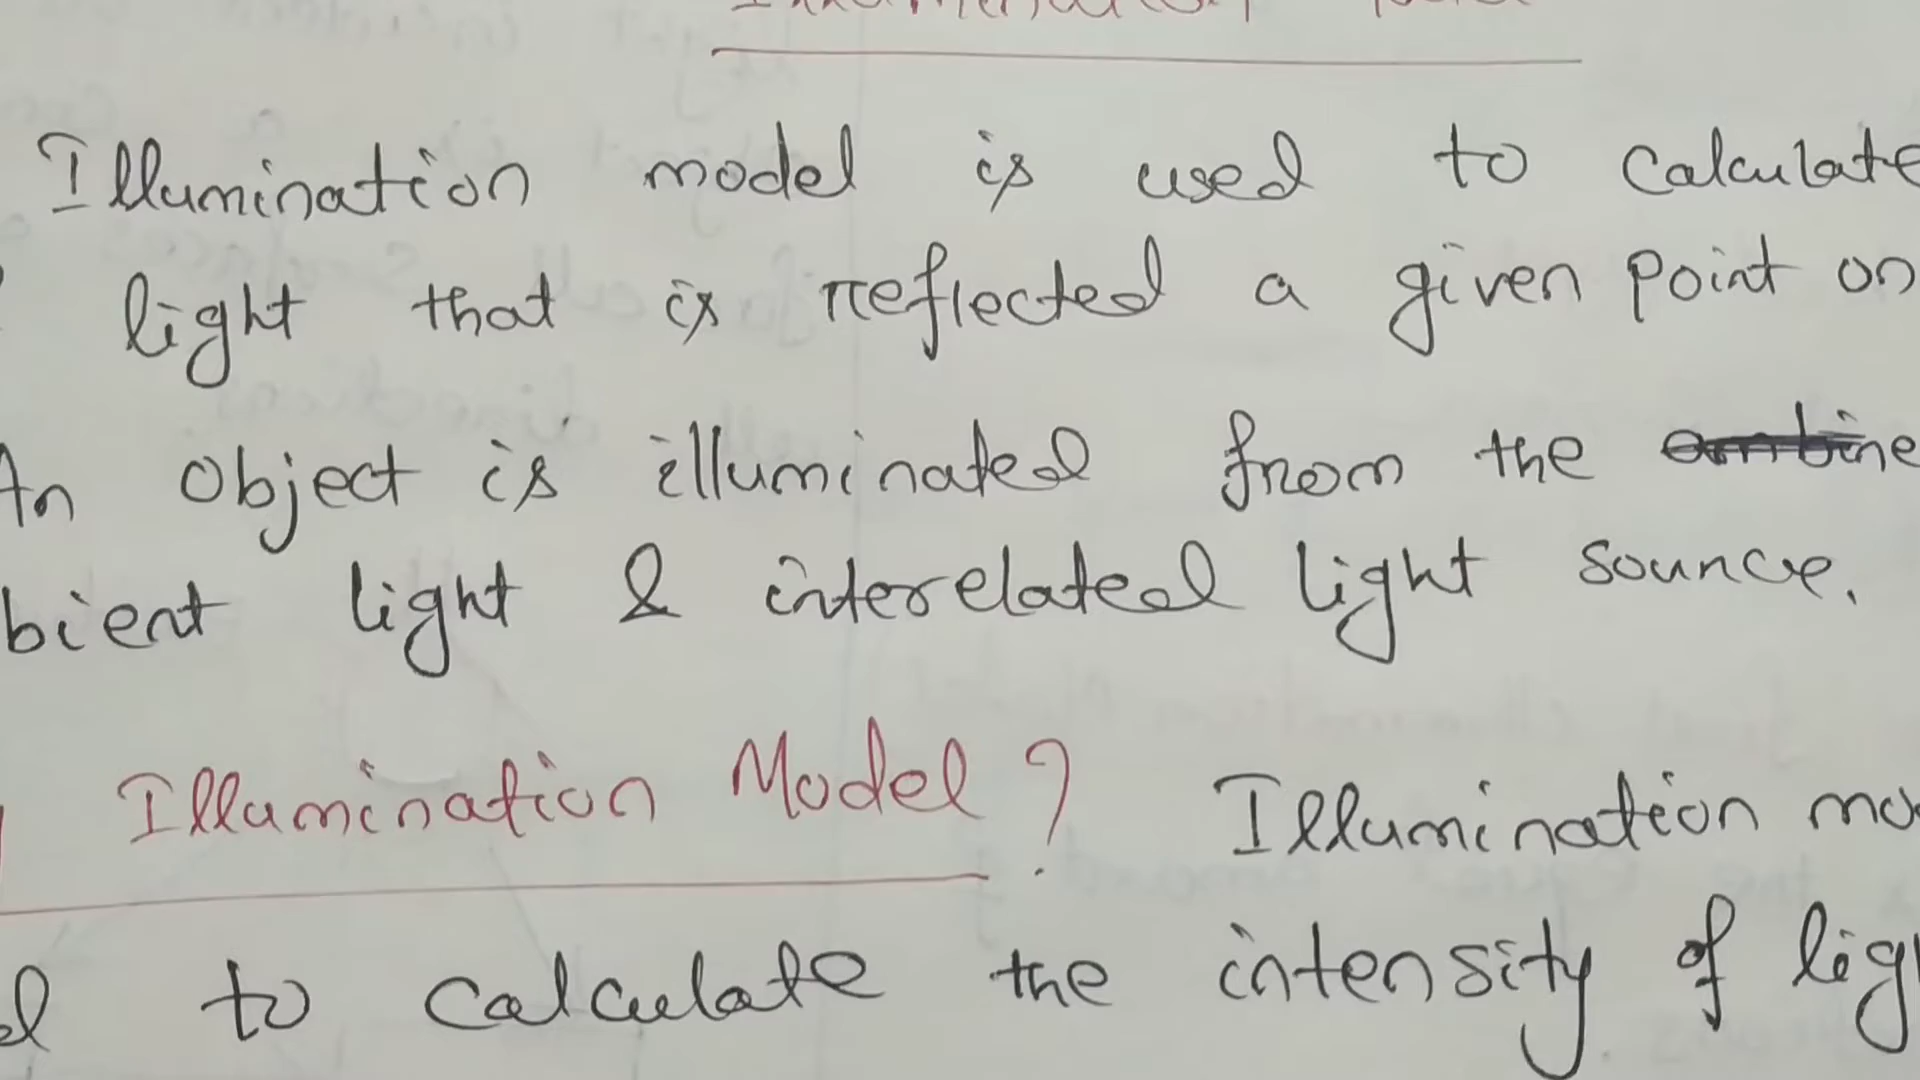 Illumination model is used to calculate
light that is reflected a given point on
An object is illuminated from the
bient light & interelated light source.
Illumination Model ? Illumination mo
to calculate the intensity of lig